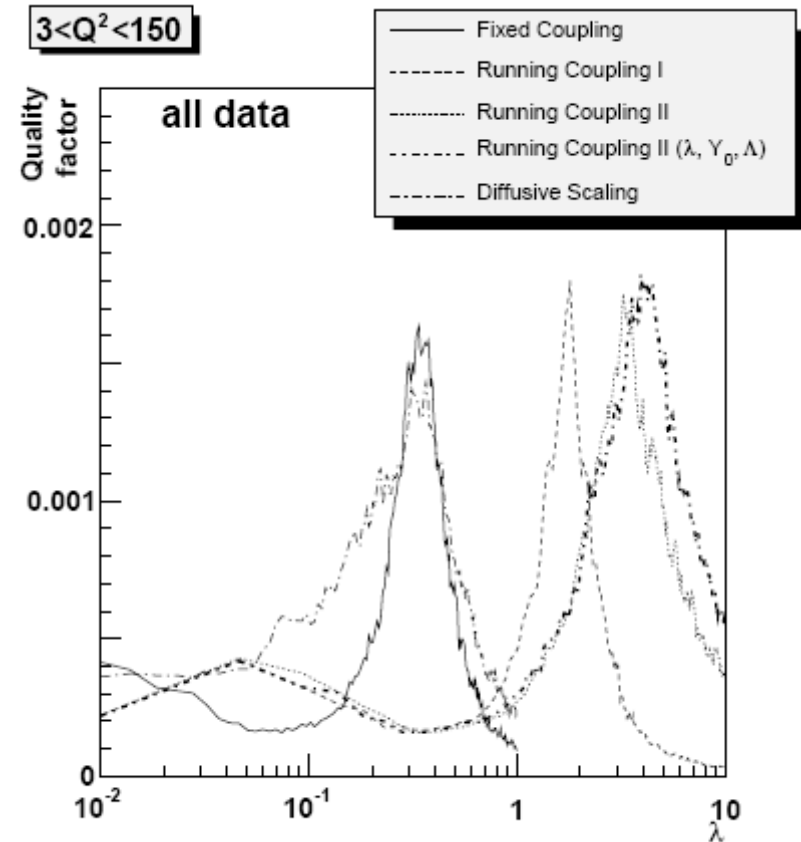 3<Q²<150
Fixed Coupling
Running Coupling I
Running Coupling II
Running Coupling II (λ, Y₀, Λ)
Diffusive Scaling
Quality
factor
all data
0.002
0.001
0
10⁻²
10⁻¹
1
10
λ